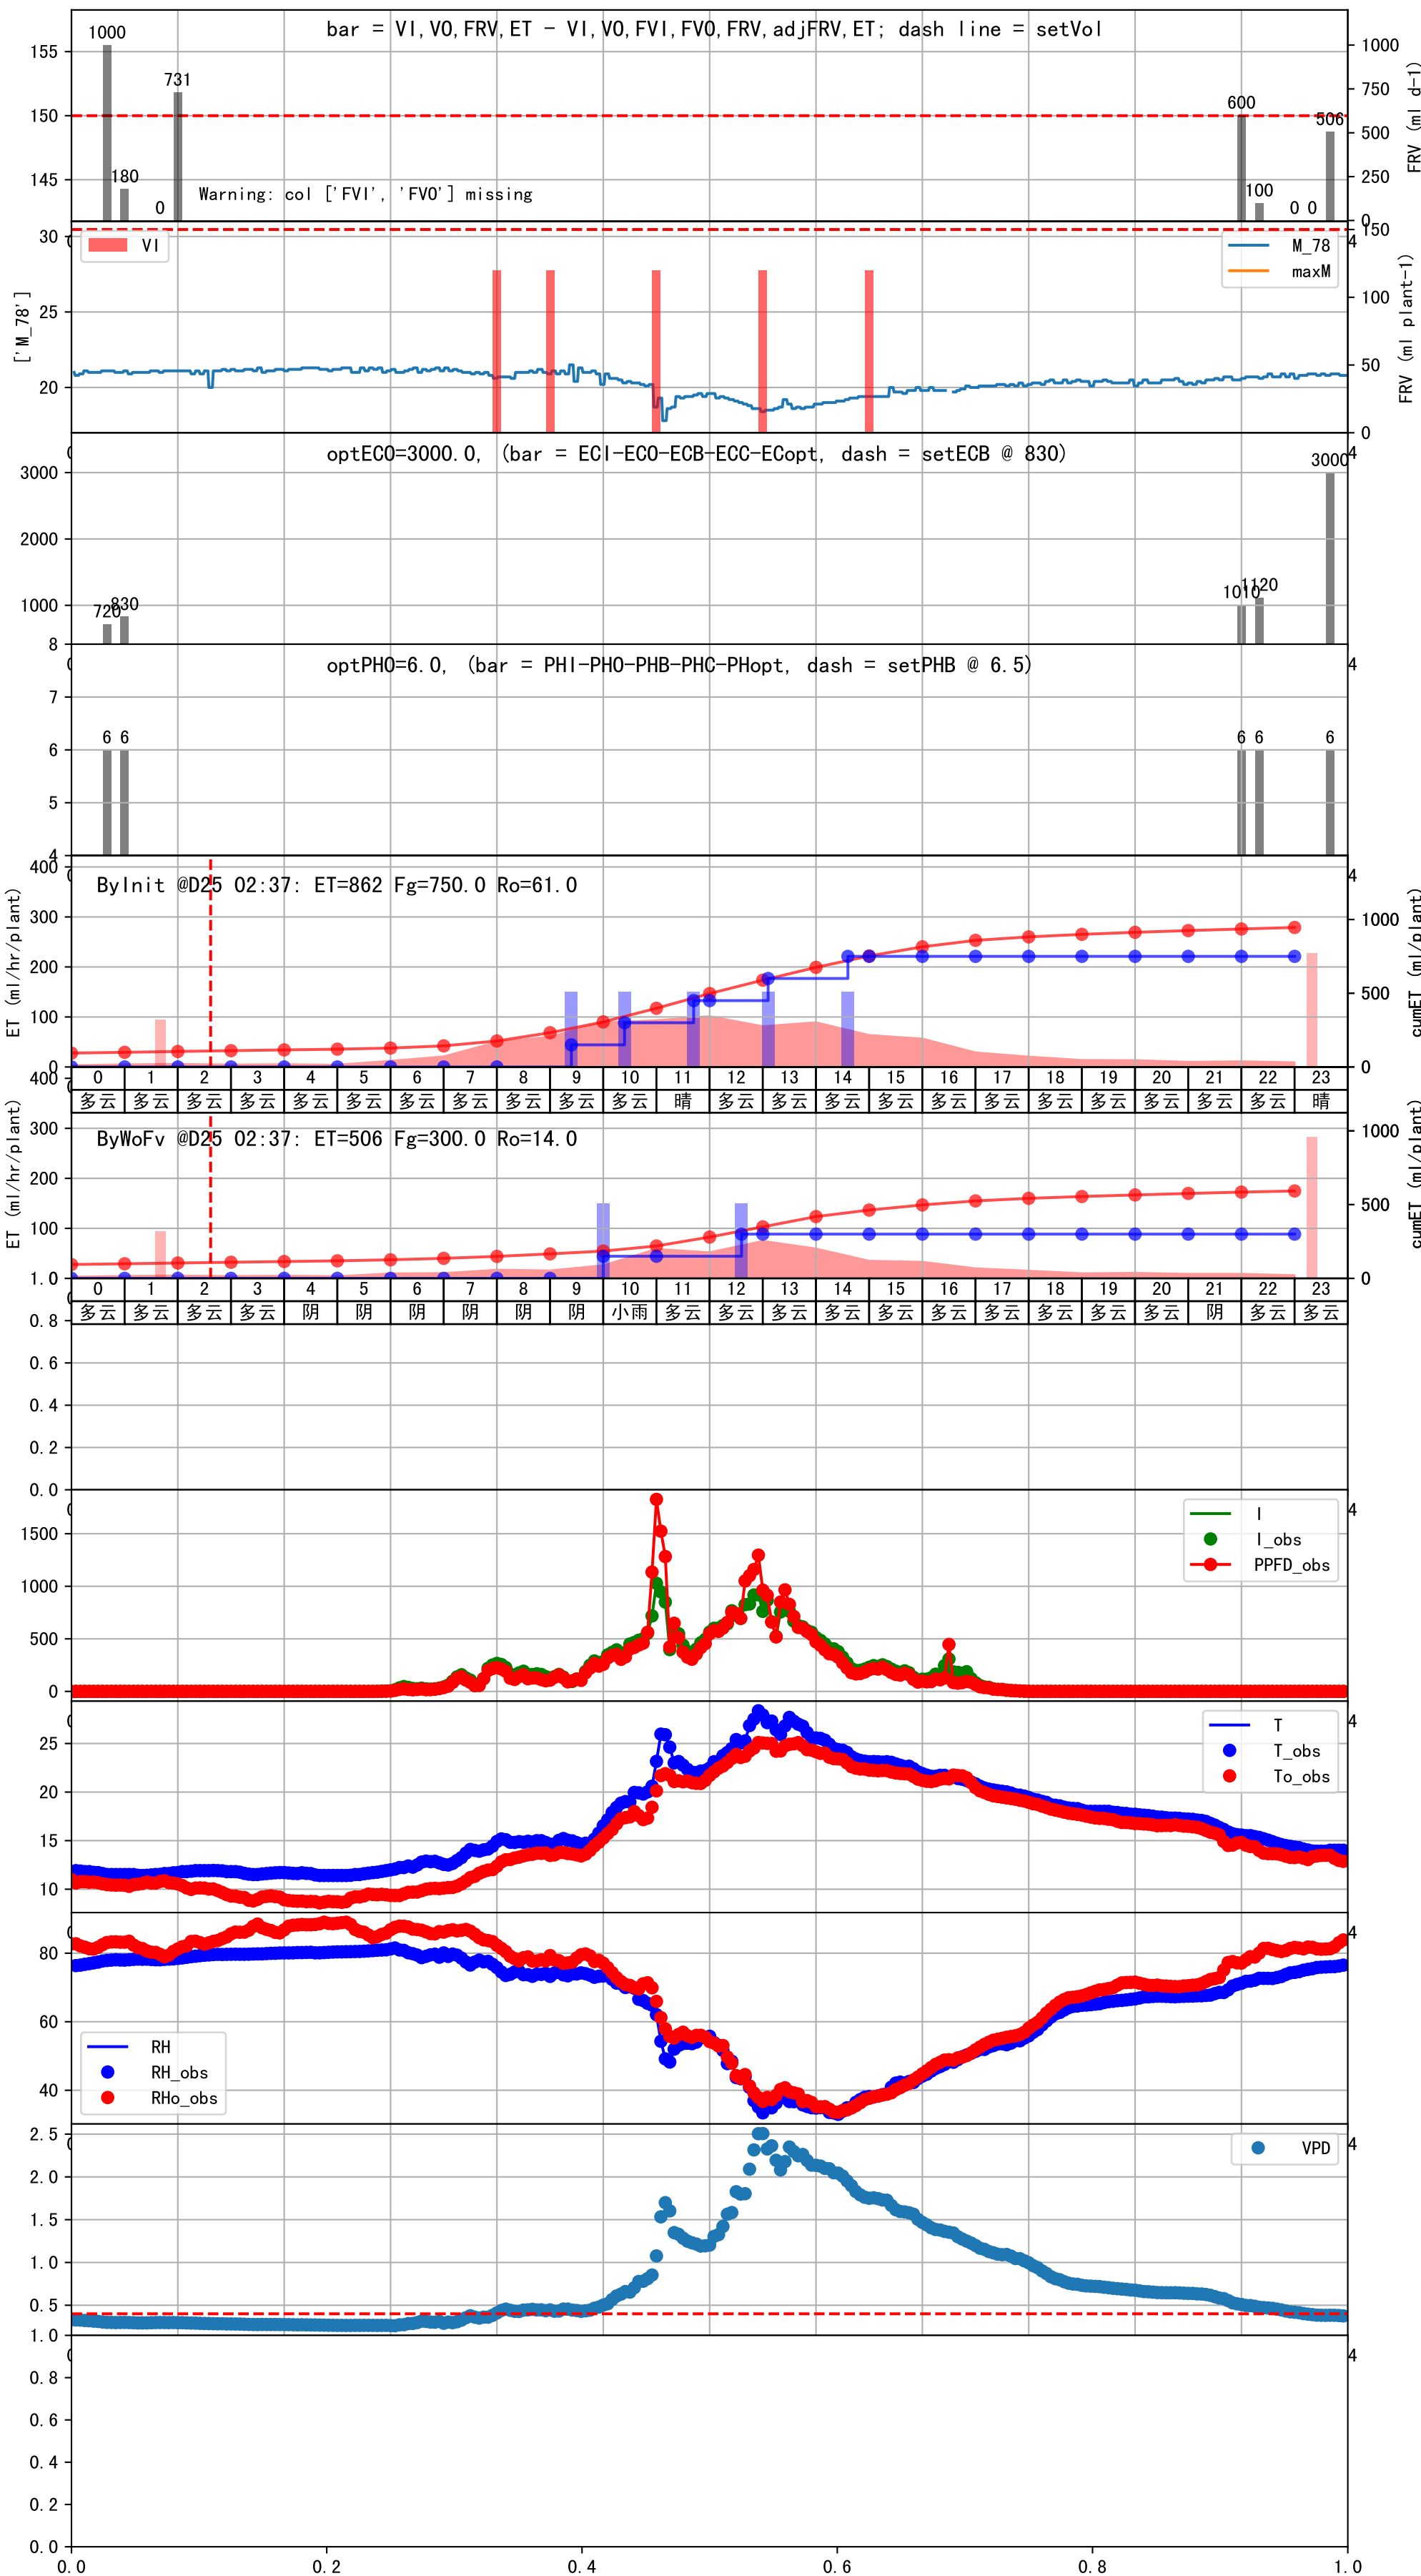 bar = VI,VO,FRV,ET - VI,VO,FVI,FVO,FRV,adjFRV,ET; dash line = setVol
1000
180
0
731
600
100
0 0
506
Warning: col ['FVI', 'FVO'] missing
155
150
145
1000
750
500
250
0
FRV (ml d-1)
VI
M_78
maxM
['M_78']
30
25
20
150
100
50
0
FRV (ml plant-1)
optECO=3000.0, (bar = ECI-ECO-ECB-ECC-ECopt, dash = setECB @ 830)
3000
2000
1000
720
830
1010
1120
3000
optPHO=6.0, (bar = PHI-PHO-PHB-PHC-PHopt, dash = setPHB @ 6.5)
8
7
6
5
4
6 6
6 6
6
ByInit @D25 02:37: ET=862 Fg=750.0 Ro=61.0
ET (ml/hr/plant)
400
300
200
100
0
1000
500
0
cumET (ml/plant)
0 1 2 3 4 5 6 7 8 9 10 11 12 13 14 15 16 17 18 19 20 21 22 23
多云 多云 多云 多云 多云 多云 多云 多云 多云 多云 多云 晴 多云 多云 多云 多云 多云 多云 多云 多云 多云 多云 多云 晴
ByWoFv @D25 02:37: ET=506 Fg=300.0 Ro=14.0
ET (ml/hr/plant)
400
300
200
100
1000
500
0
cumET (ml/plant)
0 1 2 3 4 5 6 7 8 9 10 11 12 13 14 15 16 17 18 19 20 21 22 23
多云 多云 多云 多云 阴 阴 阴 阴 阴 阴 小雨 多云 多云 多云 多云 多云 多云 多云 多云 多云 多云 阴 多云 多云
1.0
0.8
0.6
0.4
0.2
0.0
I
I_obs
PPFD_obs
1500
1000
500
0
T
T_obs
To_obs
25
20
15
10
RH
RH_obs
RHo_obs
80
60
40
VPD
2.5
2.0
1.5
1.0
0.5
1.0
0.8
0.6
0.4
0.2
0.0
0.0 0.2 0.4 0.6 0.8 1.0